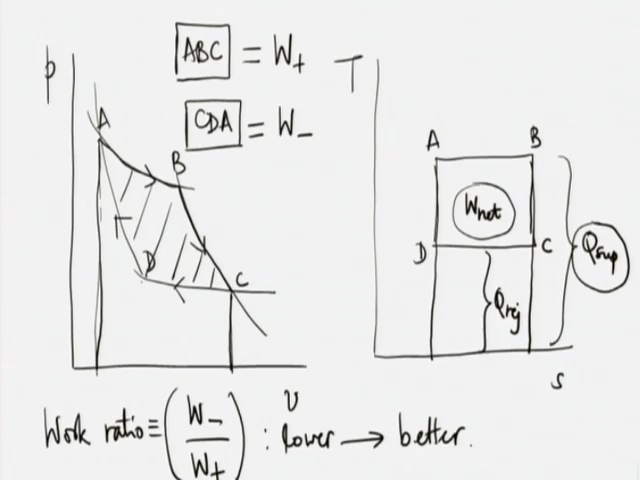 ABC = W+
CDA = W−
p
A
B
D
C
v
T
A
B
Wnet
D
C
Qsup
Qrej
s
Work ratio ≡ (W−/W+) : lower → better.